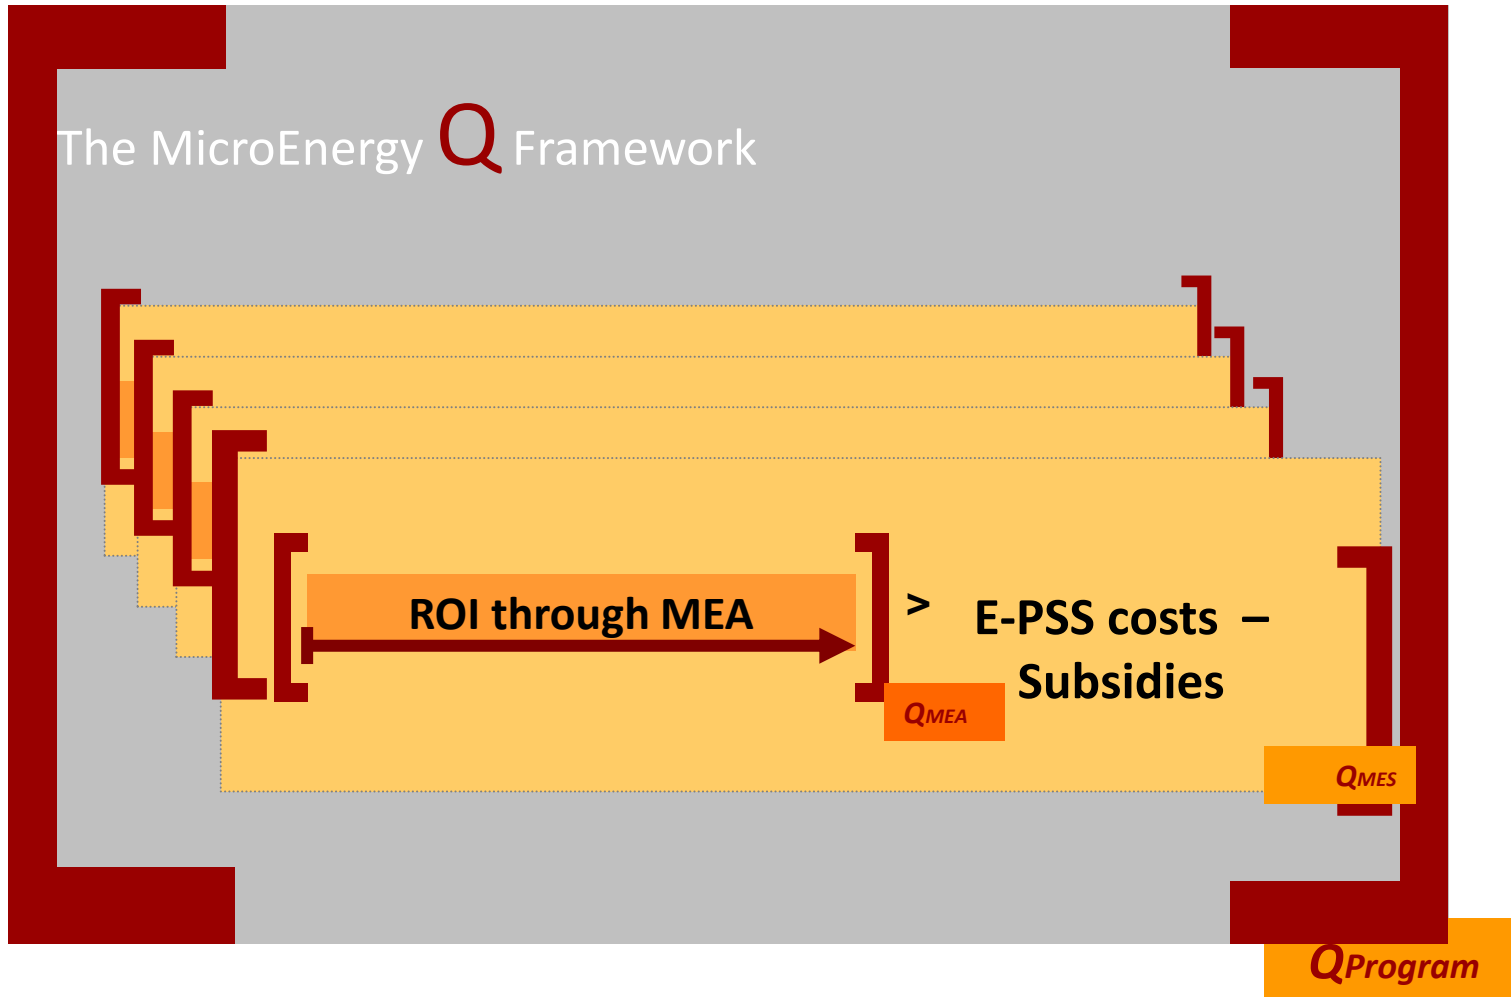 The MicroEnergy Q Framework
ROI through MEA
> E-PSS costs –
Subsidies
QMEA
QMES
QProgram